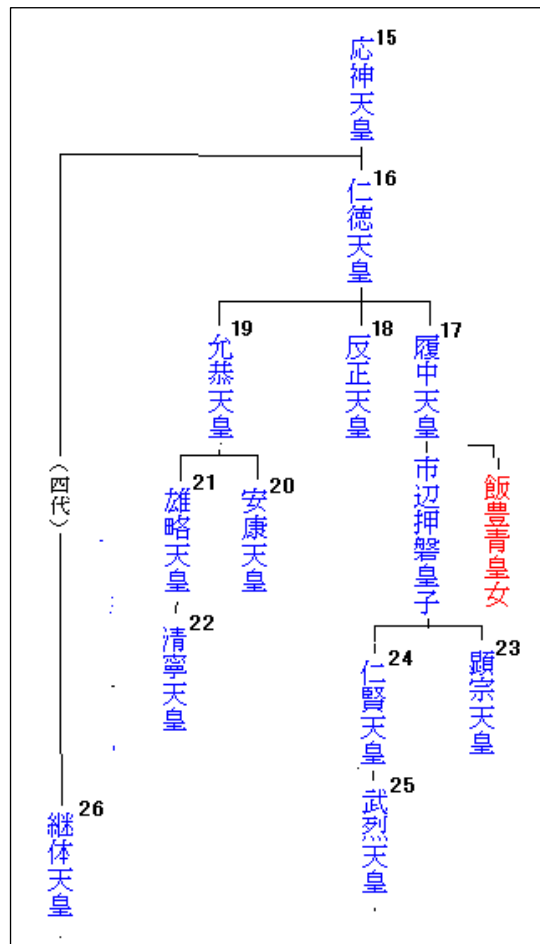 15
応神天皇
16
仁徳天皇
17
履中天皇
18
反正天皇
19
允恭天皇
飯豊青皇女
市辺押磐皇子
20
安康天皇
21
雄略天皇
(四代)
22
清寧天皇
23
顕宗天皇
24
仁賢天皇
25
武烈天皇
26
継体天皇